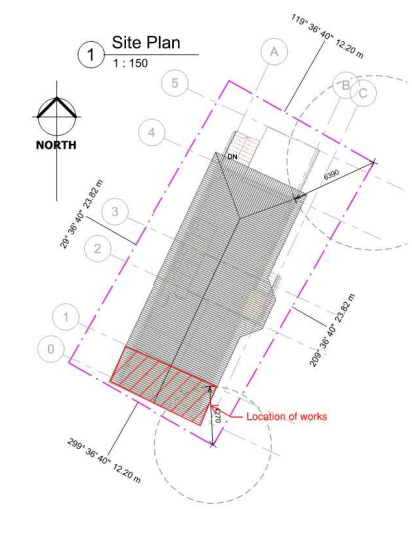 1 Site Plan
1 : 150
NORTH
119° 36' 40" 12.20 m
A
B
C
5
4
3
2
1
0
DN
6390
29° 36' 40" 23.82 m
209° 36' 40" 23.82 m
Location of works
299° 36' 40" 12.20 m